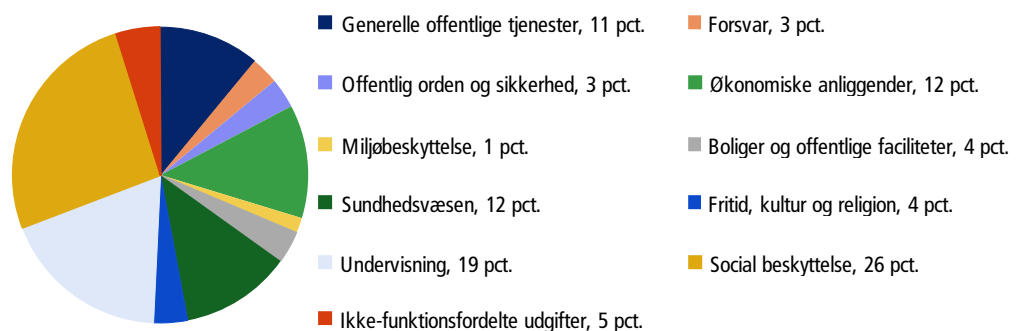 Generelle offentlige tjenester, 11 pct.
Forsvar, 3 pct.
Offentlig orden og sikkerhed, 3 pct.
Økonomiske anliggender, 12 pct.
Miljøbeskyttelse, 1 pct.
Boliger og offentlige faciliteter, 4 pct.
Sundhedsvæsen, 12 pct.
Fritid, kultur og religion, 4 pct.
Undervisning, 19 pct.
Social beskyttelse, 26 pct.
Ikke-funktionsfordelte udgifter, 5 pct.